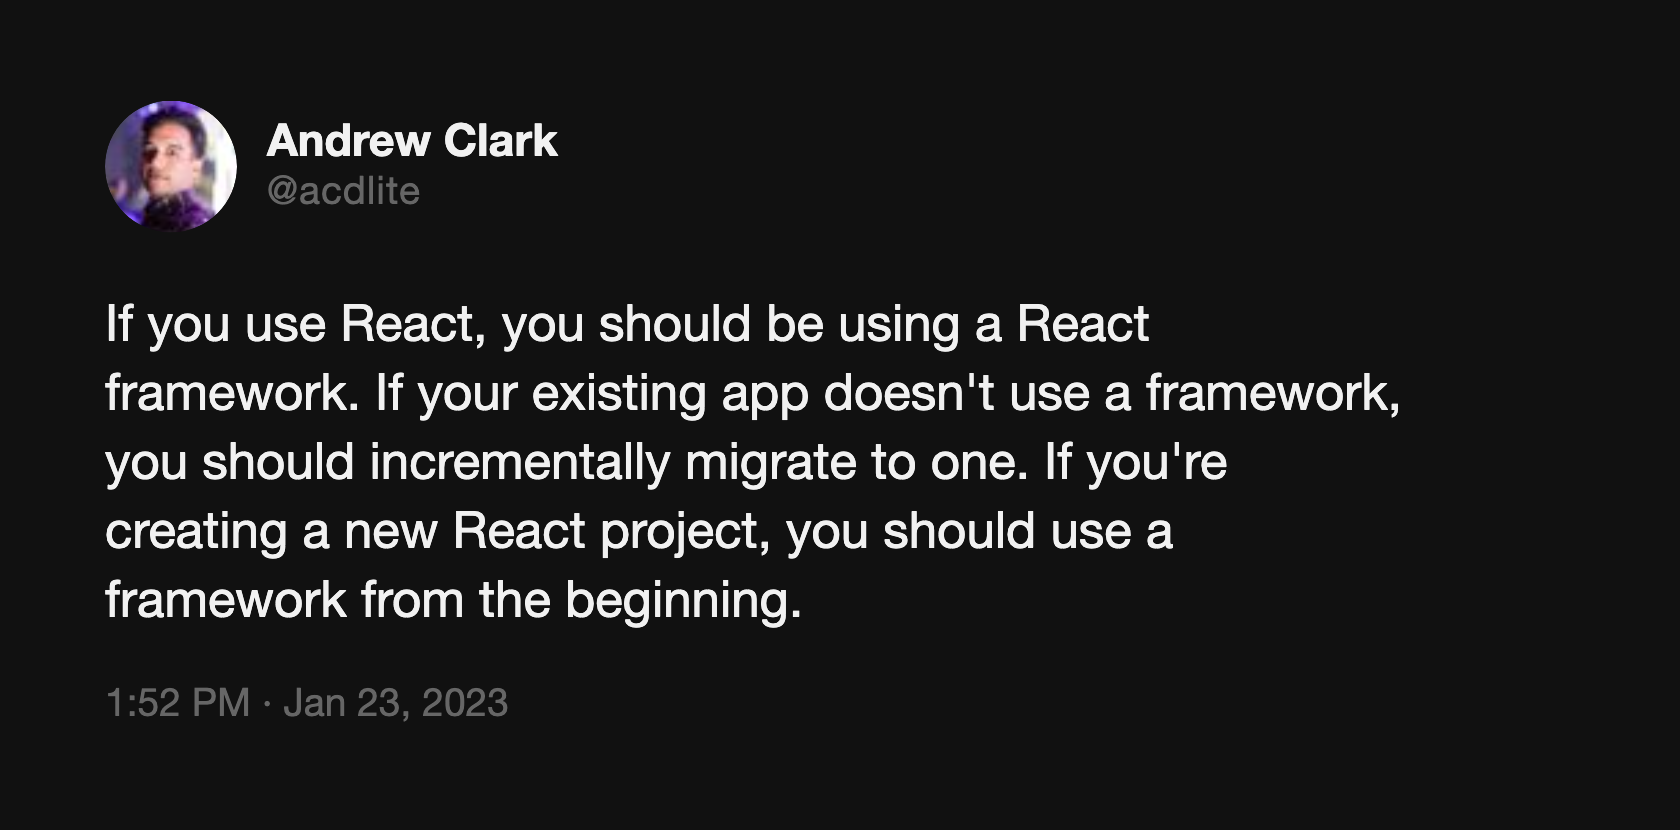 Andrew Clark
@acdlite
If you use React, you should be using a React
framework. If your existing app doesn't use a framework,
you should incrementally migrate to one. If you're
creating a new React project, you should use a
framework from the beginning.
1:52 PM · Jan 23, 2023